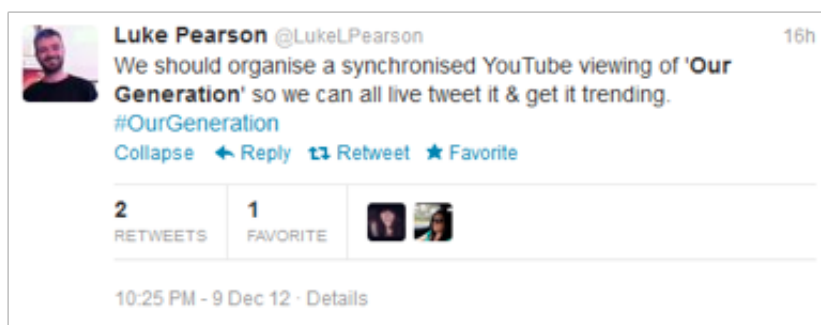 Luke Pearson @LukeLPearson 16h
We should organise a synchronised YouTube viewing of 'Our
Generation' so we can all live tweet it & get it trending.
#OurGeneration
Collapse Reply Retweet Favorite
2 1
RETWEETS FAVORITE
10:25 PM - 9 Dec 12 · Details